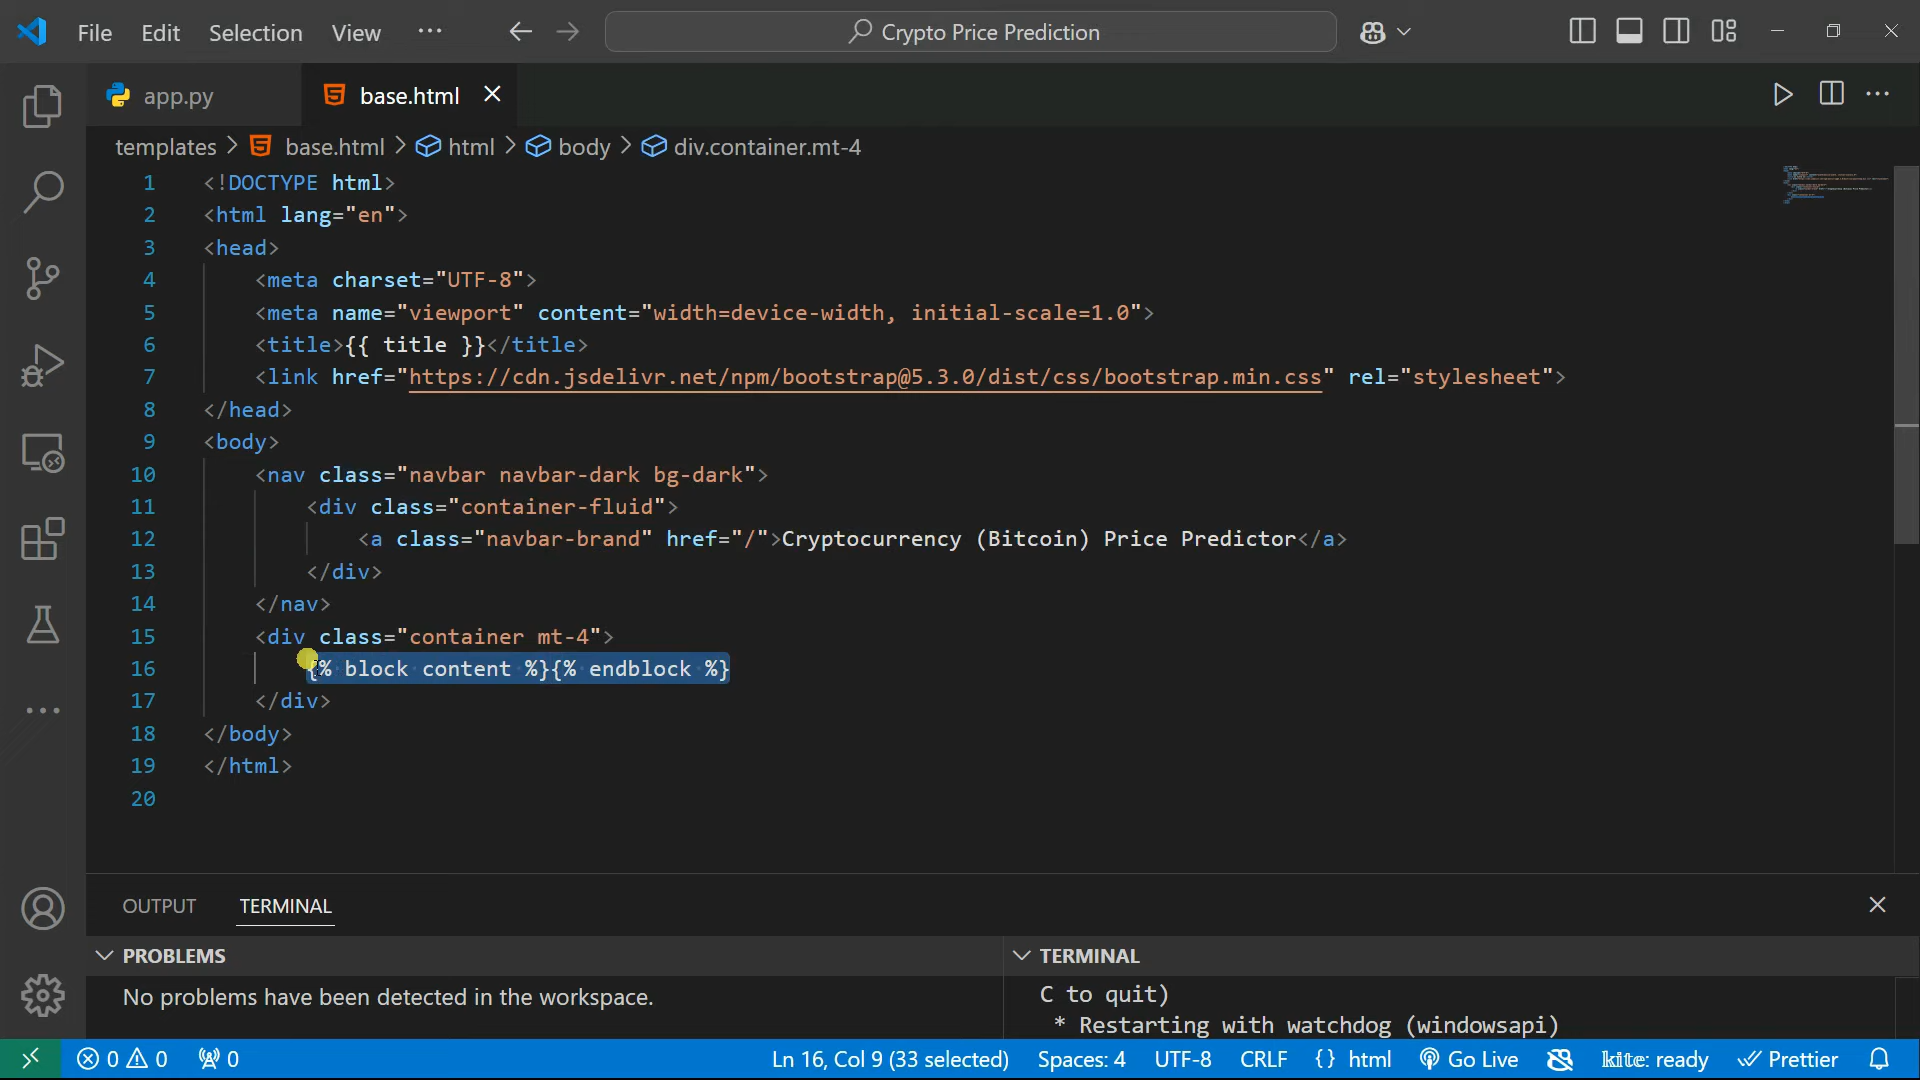 File Edit Selection View ··· Crypto Price Prediction
app.py base.html
templates > base.html > html > body > div.container.mt-4
1 <!DOCTYPE html>
2 <html lang="en">
3 <head>
4 <meta charset="UTF-8">
5 <meta name="viewport" content="width=device-width, initial-scale=1.0">
6 <title>{{ title }}</title>
7 <link href="https://cdn.jsdelivr.net/npm/bootstrap@5.3.0/dist/css/bootstrap.min.css" rel="stylesheet">
8 </head>
9 <body>
10 <nav class="navbar navbar-dark bg-dark">
11 <div class="container-fluid">
12 <a class="navbar-brand" href="/">Cryptocurrency (Bitcoin) Price Predictor</a>
13 </div>
14 </nav>
15 <div class="container mt-4">
16 {% block content %}{% endblock %}
17 </div>
18 </body>
19 </html>
20
OUTPUT TERMINAL
PROBLEMS
No problems have been detected in the workspace.
TERMINAL
C to quit)
* Restarting with watchdog (windowsapi)
0 0 0 Ln 16, Col 9 (33 selected) Spaces: 4 UTF-8 CRLF {} html Go Live kite: ready Prettier